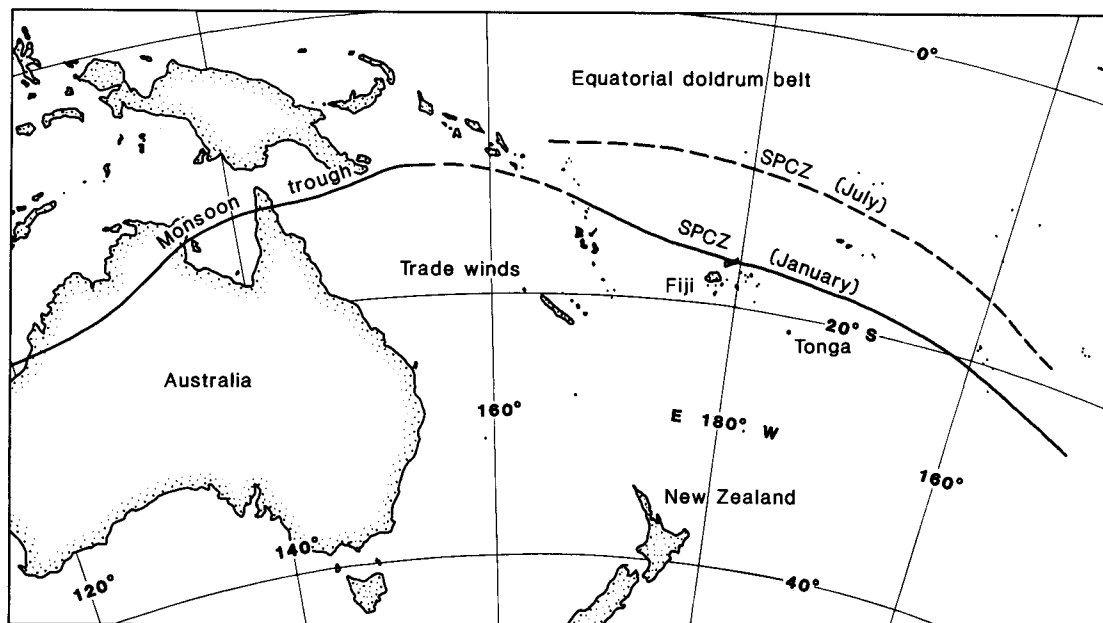 0°
Equatorial doldrum belt
SPCZ (July)
Monsoon trough
SPCZ (January)
Trade winds
Fiji
20° S
Tonga
Australia
160°
E 180° W
160°
New Zealand
140°
120°
40°